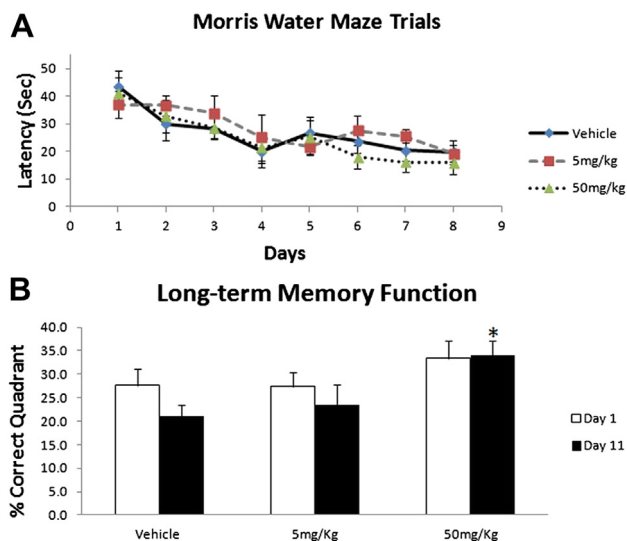 A
Morris Water Maze Trials
Latency (Sec)
50
40
30
20
10
0
0 1 2 3 4 5 6 7 8 9
Days
Vehicle
5mg/kg
50mg/kg
B
Long-term Memory Function
% Correct Quadrant
40.0
35.0
30.0
25.0
20.0
15.0
10.0
5.0
0.0
*
Vehicle 5mg/Kg 50mg/Kg
Day 1
Day 11